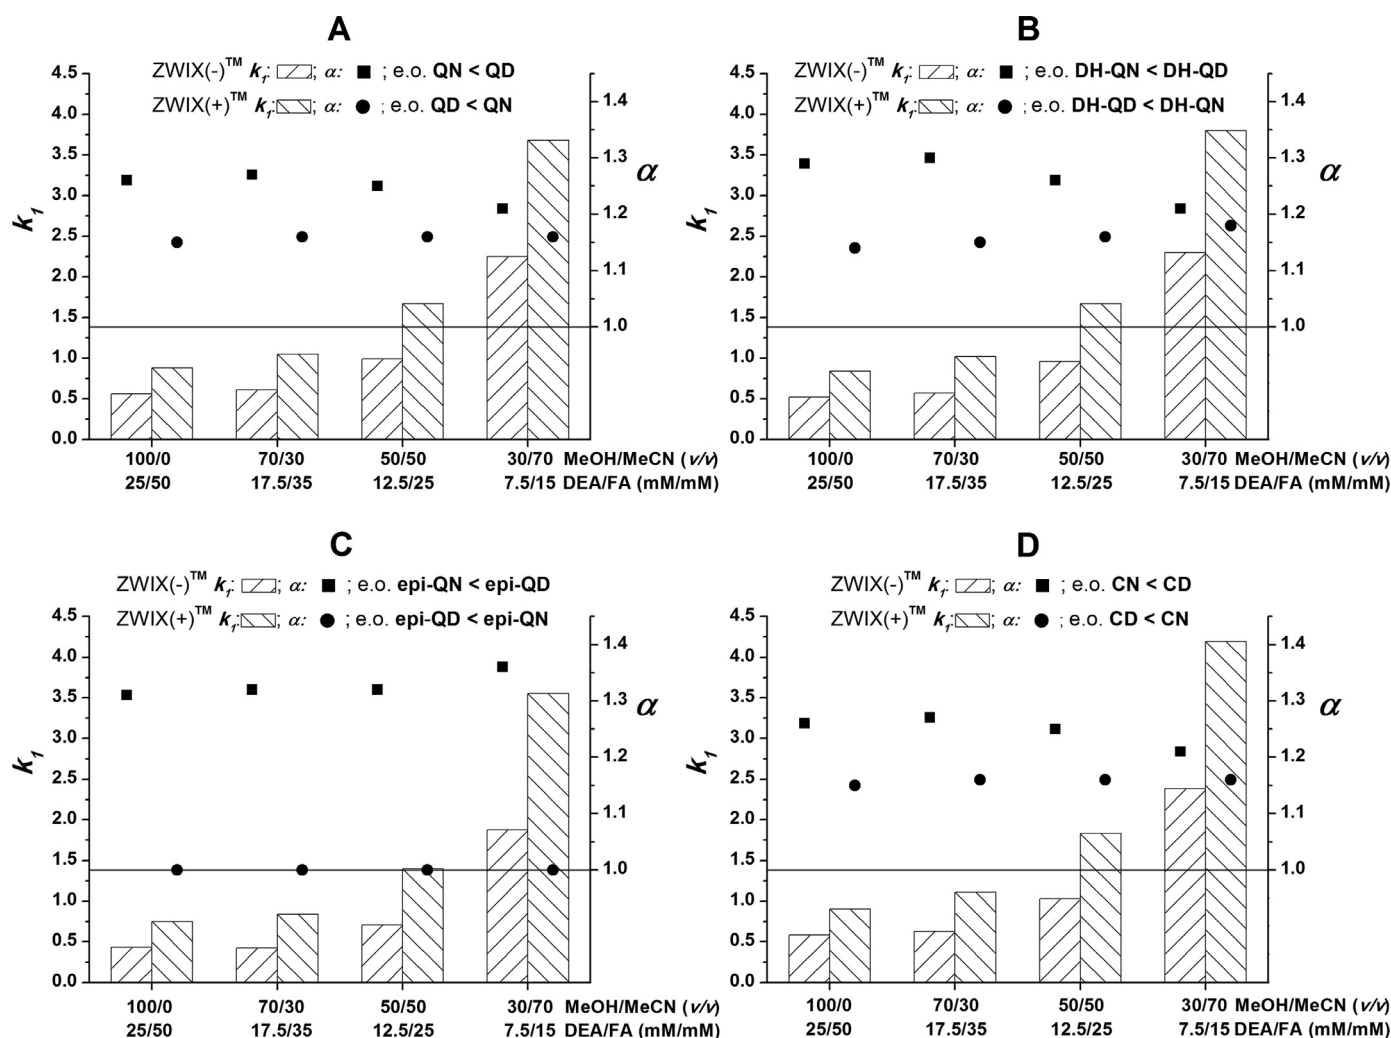 A
ZWIX(-)™ k1: ; α: ■ ; e.o. QN < QD
ZWIX(+)™ k1: ; α: ● ; e.o. QD < QN
4.5
4.0
3.5
3.0
2.5
2.0
1.5
1.0
0.5
0.0
k1
1.4
1.3
1.2
1.1
1.0
α
100/0 70/30 50/50 30/70 MeOH/MeCN (v/v)
25/50 17.5/35 12.5/25 7.5/15 DEA/FA (mM/mM)
B
ZWIX(-)™ k1: ; α: ■ ; e.o. DH-QN < DH-QD
ZWIX(+)™ k1: ; α: ● ; e.o. DH-QD < DH-QN
4.5
4.0
3.5
3.0
2.5
2.0
1.5
1.0
0.5
0.0
k1
1.4
1.3
1.2
1.1
1.0
α
100/0 70/30 50/50 30/70 MeOH/MeCN (v/v)
25/50 17.5/35 12.5/25 7.5/15 DEA/FA (mM/mM)
C
ZWIX(-)™ k1: ; α: ■ ; e.o. epi-QN < epi-QD
ZWIX(+)™ k1: ; α: ● ; e.o. epi-QD < epi-QN
4.5
4.0
3.5
3.0
2.5
2.0
1.5
1.0
0.5
0.0
k1
1.4
1.3
1.2
1.1
1.0
α
100/0 70/30 50/50 30/70 MeOH/MeCN (v/v)
25/50 17.5/35 12.5/25 7.5/15 DEA/FA (mM/mM)
D
ZWIX(-)™ k1: ; α: ■ ; e.o. CN < CD
ZWIX(+)™ k1: ; α: ● ; e.o. CD < CN
4.5
4.0
3.5
3.0
2.5
2.0
1.5
1.0
0.5
0.0
k1
1.4
1.3
1.2
1.1
1.0
α
100/0 70/30 50/50 30/70 MeOH/MeCN (v/v)
25/50 17.5/35 12.5/25 7.5/15 DEA/FA (mM/mM)